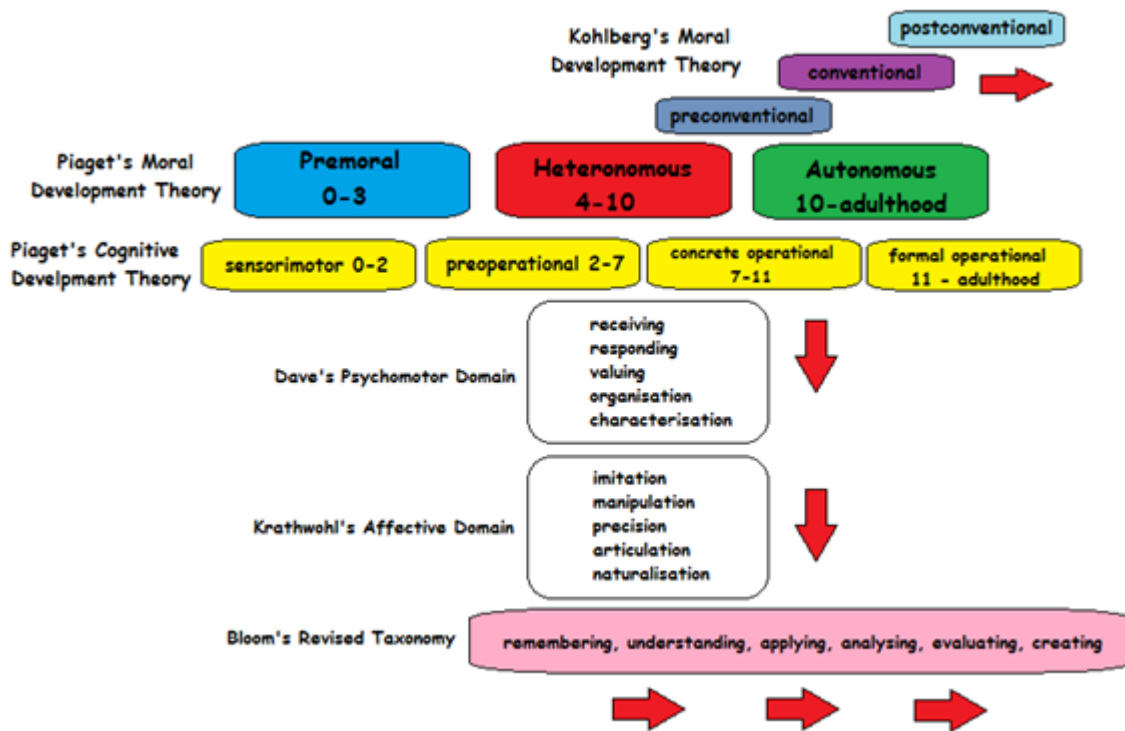 Kohlberg's Moral
Development Theory
postconventional
conventional
preconventional
Piaget's Moral
Development Theory
Premoral
0-3
Heteronomous
4-10
Autonomous
10-adulthood
Piaget's Cognitive
Develpment Theory
sensorimotor 0-2
preoperational 2-7
concrete operational
7-11
formal operational
11 - adulthood
Dave's Psychomotor Domain
receiving
responding
valuing
organisation
characterisation
Krathwohl's Affective Domain
imitation
manipulation
precision
articulation
naturalisation
Bloom's Revised Taxonomy
remembering, understanding, applying, analysing, evaluating, creating